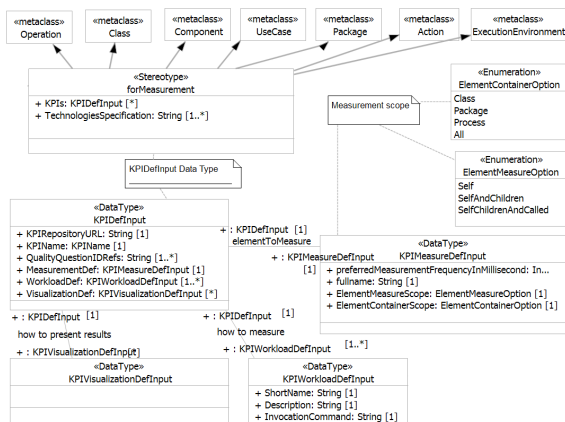 «metaclass»
Operation
«metaclass»
Class
«metaclass»
Component
«metaclass»
UseCase
«metaclass»
Package
«metaclass»
Action
«metaclass»
ExecutionEnvironment
«Stereotype»
forMeasurement
+ KPIs: KPIDefInput [*]
+ TechnologiesSpecification: String [1..*]
Measurement scope
«Enumeration»
ElementContainerOption
Class
Package
Process
All
«Enumeration»
ElementMeasureOption
Self
SelfAndChildren
SelfChildrenAndCalled
KPIDefInput Data Type
«DataType»
KPIDefInput
+ KPIRepositoryURL: String [1]
+ KPIName: KPIName [1]
+ QualityQuestionIDRefs: String [1..*]
+ MeasurementDef: KPIMeasureDefInput [1]
+ WorkloadDef: KPIWorkloadDefInput [1..*]
+ VisualizationDef: KPIVisualizationDefInput [*]
+ : KPIDefInput [1]
elementToMeasure
+ : KPIMeasureDefInput
[1]
«DataType»
KPIMeasureDefInput
+ preferredMeasurementFrequencyInMillisecond: In...
+ fullname: String [1]
+ ElementMeasureScope: ElementMeasureOption [1]
+ ElementContainerScope: ElementContainerOption [1]
+ : KPIDefInput [1]
how to present results
+ : KPIVisualizationDefInput
+ : KPIDefInput [1]
how to measure
+ : KPIWorkloadDefInput [1..*]
«DataType»
KPIVisualizationDefInput
«DataType»
KPIWorkloadDefInput
+ ShortName: String [1]
+ Description: String [1]
+ InvocationCommand: String [1]